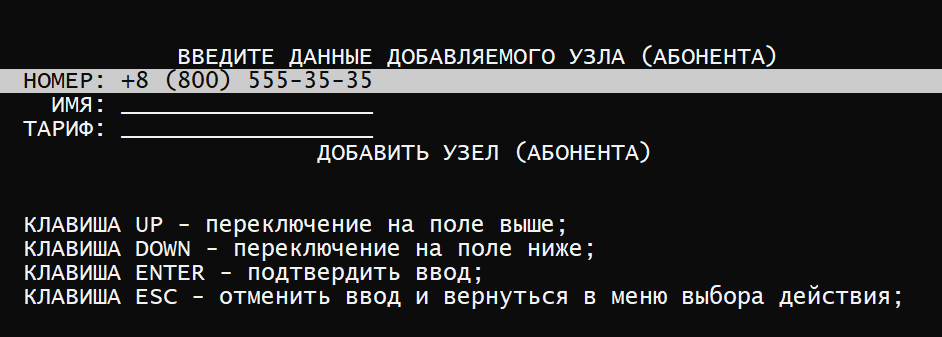 ВВЕДИТЕ ДАННЫЕ ДОБАВЛЯЕМОГО УЗЛА (АБОНЕНТА)
НОМЕР: +8 (800) 555-35-35
ИМЯ: __________________
ТАРИФ: __________________
ДОБАВИТЬ УЗЕЛ (АБОНЕНТА)
КЛАВИША UP - переключение на поле выше;
КЛАВИША DOWN - переключение на поле ниже;
КЛАВИША ENTER - подтвердить ввод;
КЛАВИША ESC - отменить ввод и вернуться в меню выбора действия;